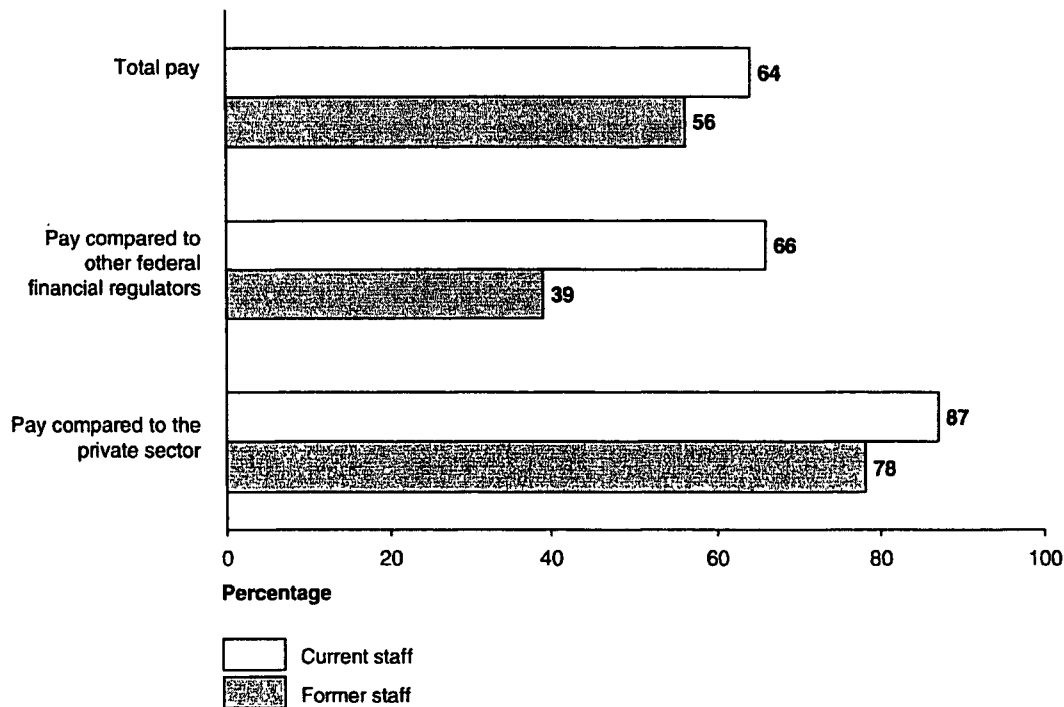 Total pay
64
56
Pay compared to
other federal
financial regulators
66
39
Pay compared to the
private sector
87
78
0 20 40 60 80 100
Percentage
Current staff
Former staff